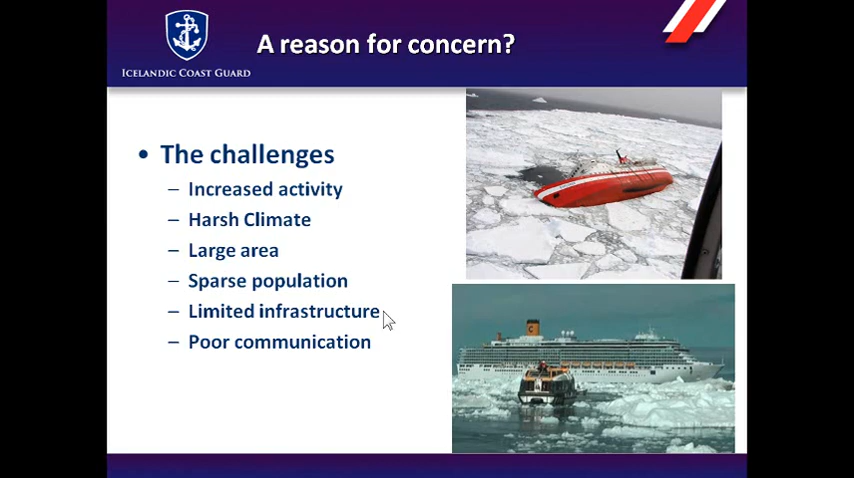 A reason for concern?
ICELANDIC COAST GUARD
• The challenges
– Increased activity
– Harsh Climate
– Large area
– Sparse population
– Limited infrastructure
– Poor communication
C